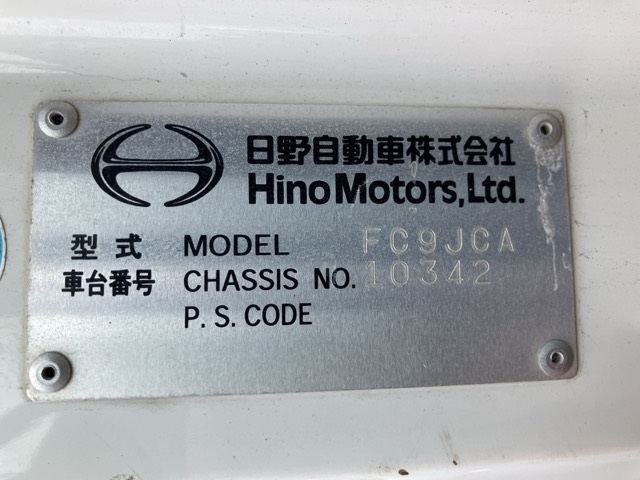 日野自動車株式会社
Hino Motors, Ltd.
型式 MODEL FC9JCA
車台番号 CHASSIS NO. 10342
P. S. CODE